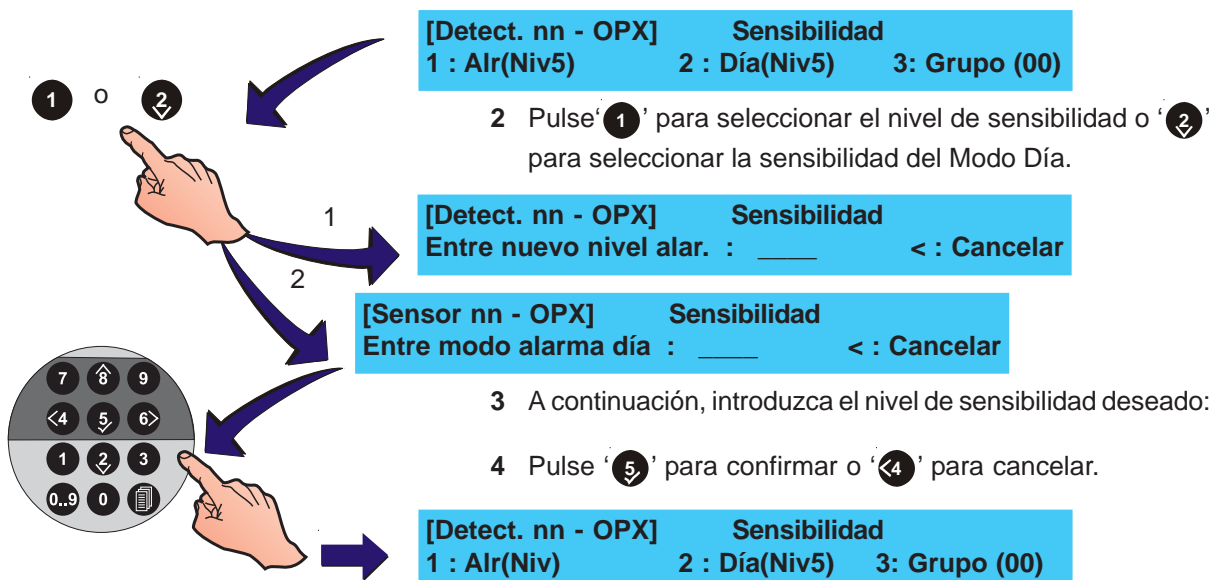 [Detect. nn - OPX] Sensibilidad
1 : Alr(Niv5) 2 : Día(Niv5) 3: Grupo (00)
1 o 2
2 Pulse‘1’ para seleccionar el nivel de sensibilidad o ‘2’
para seleccionar la sensibilidad del Modo Día.
1
[Detect. nn - OPX] Sensibilidad
Entre nuevo nivel alar. : ____ < : Cancelar
2
[Sensor nn - OPX] Sensibilidad
Entre modo alarma día : ____ < : Cancelar
7 8 9
<4 5 6>
1 2 3
0..9 0
3 A continuación, introduzca el nivel de sensibilidad deseado:
4 Pulse ‘5’ para confirmar o ‘<4’ para cancelar.
[Detect. nn - OPX] Sensibilidad
1 : Alr(Niv) 2 : Día(Niv5) 3: Grupo (00)